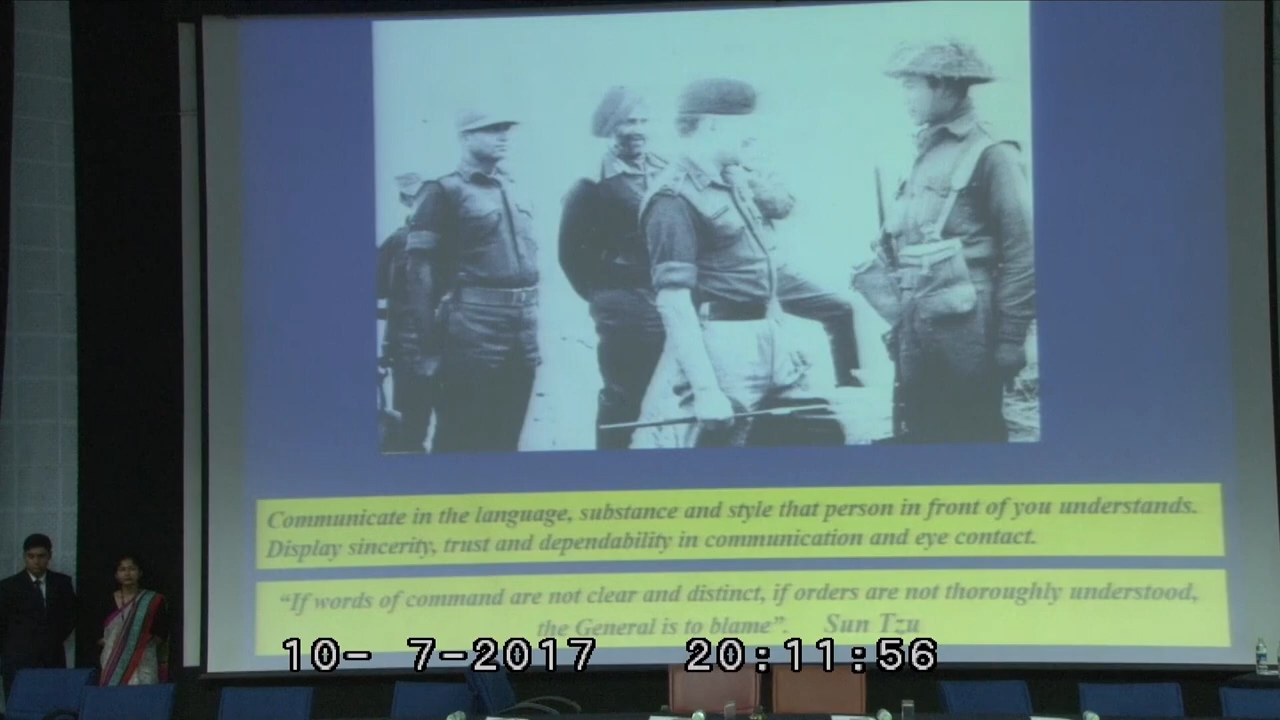 Communicate in the language, substance and style that person in front of you understands.
Display sincerity, trust and dependability in communication and eye contact.
“If words of command are not clear and distinct, if orders are not thoroughly understood,
the General is to blame”. Sun Tzu
10- 7-2017 20:11:56